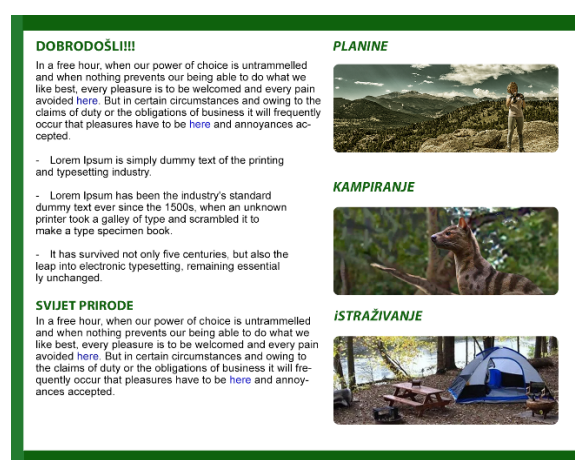 DOBRODOŠLI!!!
In a free hour, when our power of choice is untrammelled
and when nothing prevents our being able to do what we
like best, every pleasure is to be welcomed and every pain
avoided here. But in certain circumstances and owing to the
claims of duty or the obligations of business it will frequently
occur that pleasures have to be here and annoyances ac-
cepted.
- Lorem Ipsum is simply dummy text of the printing
and typesetting industry.
- Lorem Ipsum has been the industry's standard
dummy text ever since the 1500s, when an unknown
printer took a galley of type and scrambled it to
make a type specimen book.
- It has survived not only five centuries, but also the
leap into electronic typesetting, remaining essential
ly unchanged.
SVIJET PRIRODE
In a free hour, when our power of choice is untrammelled
and when nothing prevents our being able to do what we
like best, every pleasure is to be welcomed and every pain
avoided here. But in certain circumstances and owing to
the claims of duty or the obligations of business it will fre-
quently occur that pleasures have to be here and annoy-
ances accepted.
PLANINE
KAMPIRANJE
iSTRAŽIVANJE